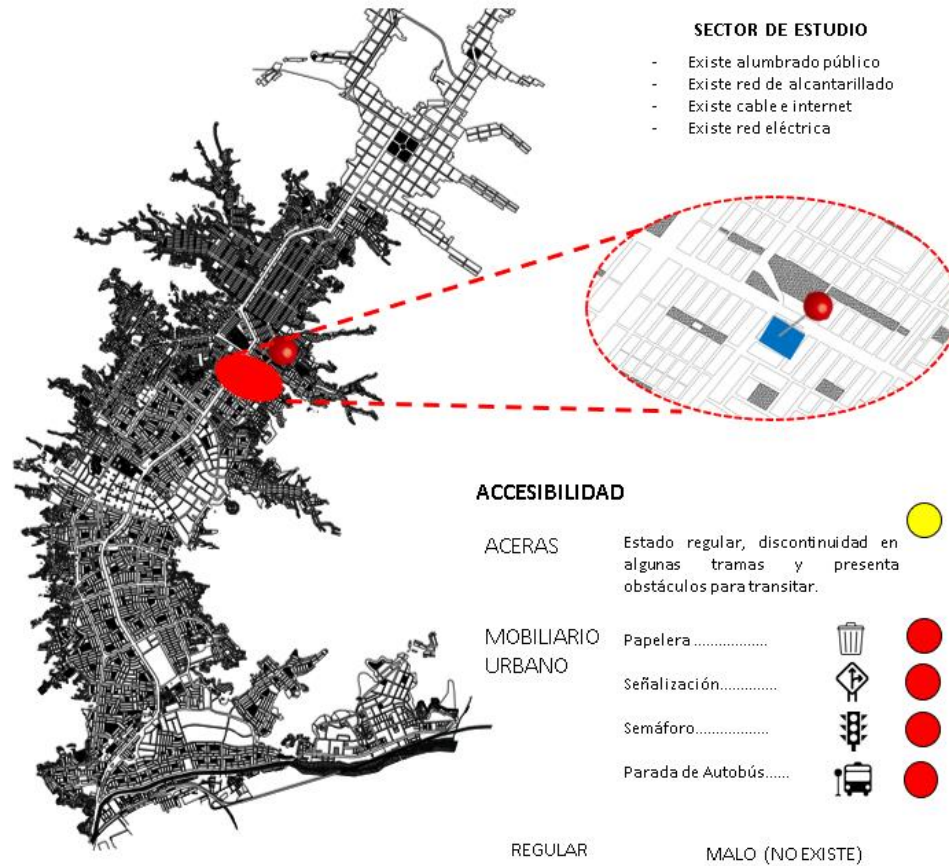 SECTOR DE ESTUDIO
- Existe alumbrado público
- Existe red de alcantarillado
- Existe cable e internet
- Existe red eléctrica
ACCESIBILIDAD
ACERAS
Estado regular, discontinuidad en
algunas tramas y presenta
obstáculos para transitar.
MOBILIARIO
URBANO
Papelera..................
Señalización.............
Semáforo..................
Parada de Autobús......
REGULAR
MALO (NO EXISTE)